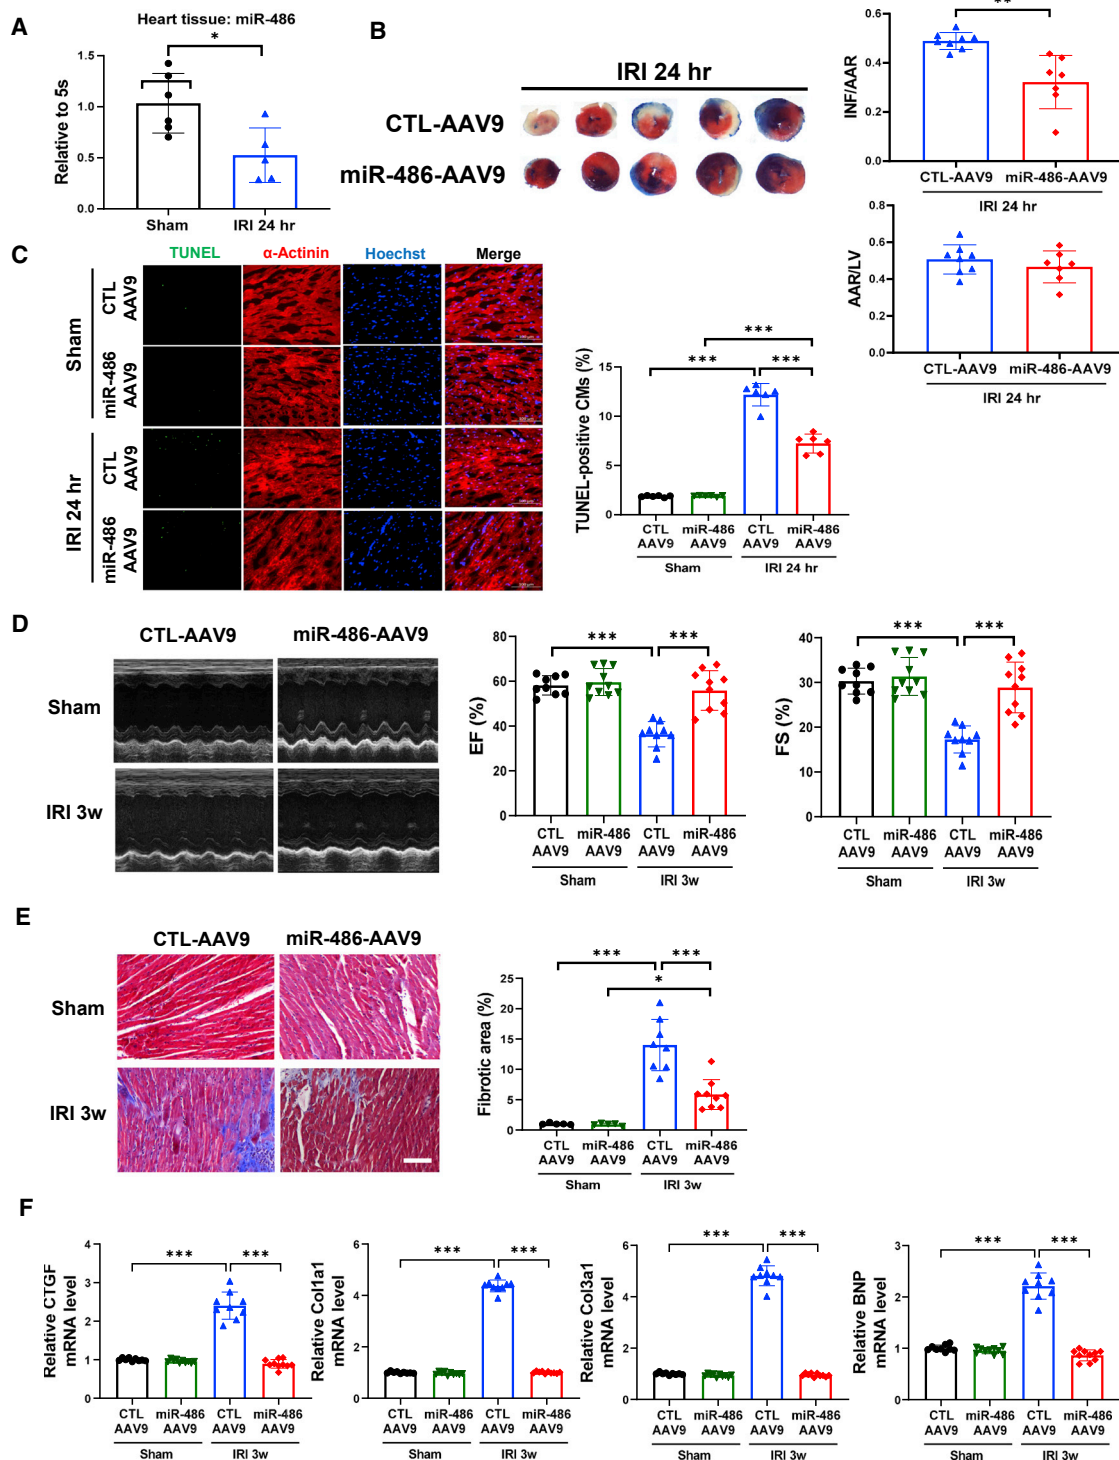 A
Heart tissue: miR-486
*
Relative to 5s
1.5
1.0
0.5
0.0
Sham
IRI 24 hr
B
IRI 24 hr
CTL-AAV9
miR-486-AAV9
**
INF/AAR
0.6
0.4
0.2
0.0
CTL-AAV9
miR-486-AAV9
IRI 24 hr
AAR/LV
0.8
0.6
0.4
0.2
0.0
CTL-AAV9
miR-486-AAV9
IRI 24 hr
C
TUNEL
α-Actinin
Hoechst
Merge
Sham
CTL
AAV9
miR-486
AAV9
IRI 24 hr
CTL
AAV9
miR-486
AAV9
TUNEL-positive CMs (%)
15
10
5
0
***
***
***
CTL
AAV9
miR-486
AAV9
CTL
AAV9
miR-486
AAV9
Sham
IRI 24 hr
D
CTL-AAV9
miR-486-AAV9
Sham
IRI 3w
EF (%)
80
60
40
20
0
***
***
CTL
AAV9
miR-486
AAV9
CTL
AAV9
miR-486
AAV9
Sham
IRI 3w
FS (%)
40
30
20
10
0
***
***
CTL
AAV9
miR-486
AAV9
CTL
AAV9
miR-486
AAV9
Sham
IRI 3w
E
CTL-AAV9
miR-486-AAV9
Sham
IRI 3w
Fibrotic area (%)
25
20
15
10
5
0
***
***
*
CTL
AAV9
miR-486
AAV9
CTL
AAV9
miR-486
AAV9
Sham
IRI 3w
F
Relative CTGF
mRNA level
4
3
2
1
0
***
***
CTL
AAV9
miR-486
AAV9
CTL
AAV9
miR-486
AAV9
Sham
IRI 3w
Relative Col1a1
mRNA level
6
4
2
0
***
***
CTL
AAV9
miR-486
AAV9
CTL
AAV9
miR-486
AAV9
Sham
IRI 3w
Relative Col3a1
mRNA level
6
4
2
0
***
***
CTL
AAV9
miR-486
AAV9
CTL
AAV9
miR-486
AAV9
Sham
IRI 3w
Relative BNP
mRNA level
3
2
1
0
***
***
CTL
AAV9
miR-486
AAV9
CTL
AAV9
miR-486
AAV9
Sham
IRI 3w